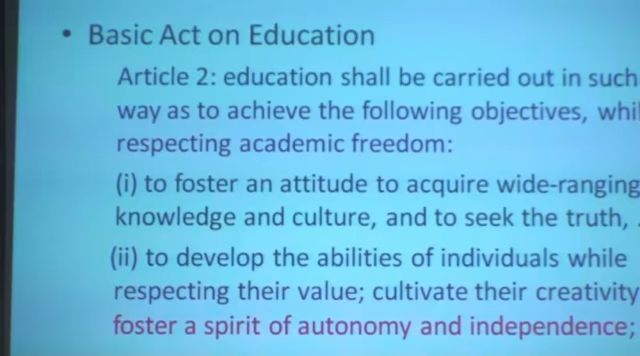 • Basic Act on Education
Article 2: education shall be carried out in such
way as to achieve the following objectives, whil
respecting academic freedom:
(i) to foster an attitude to acquire wide-ranging
knowledge and culture, and to seek the truth, .
(ii) to develop the abilities of individuals while
respecting their value; cultivate their creativity
foster a spirit of autonomy and independence;